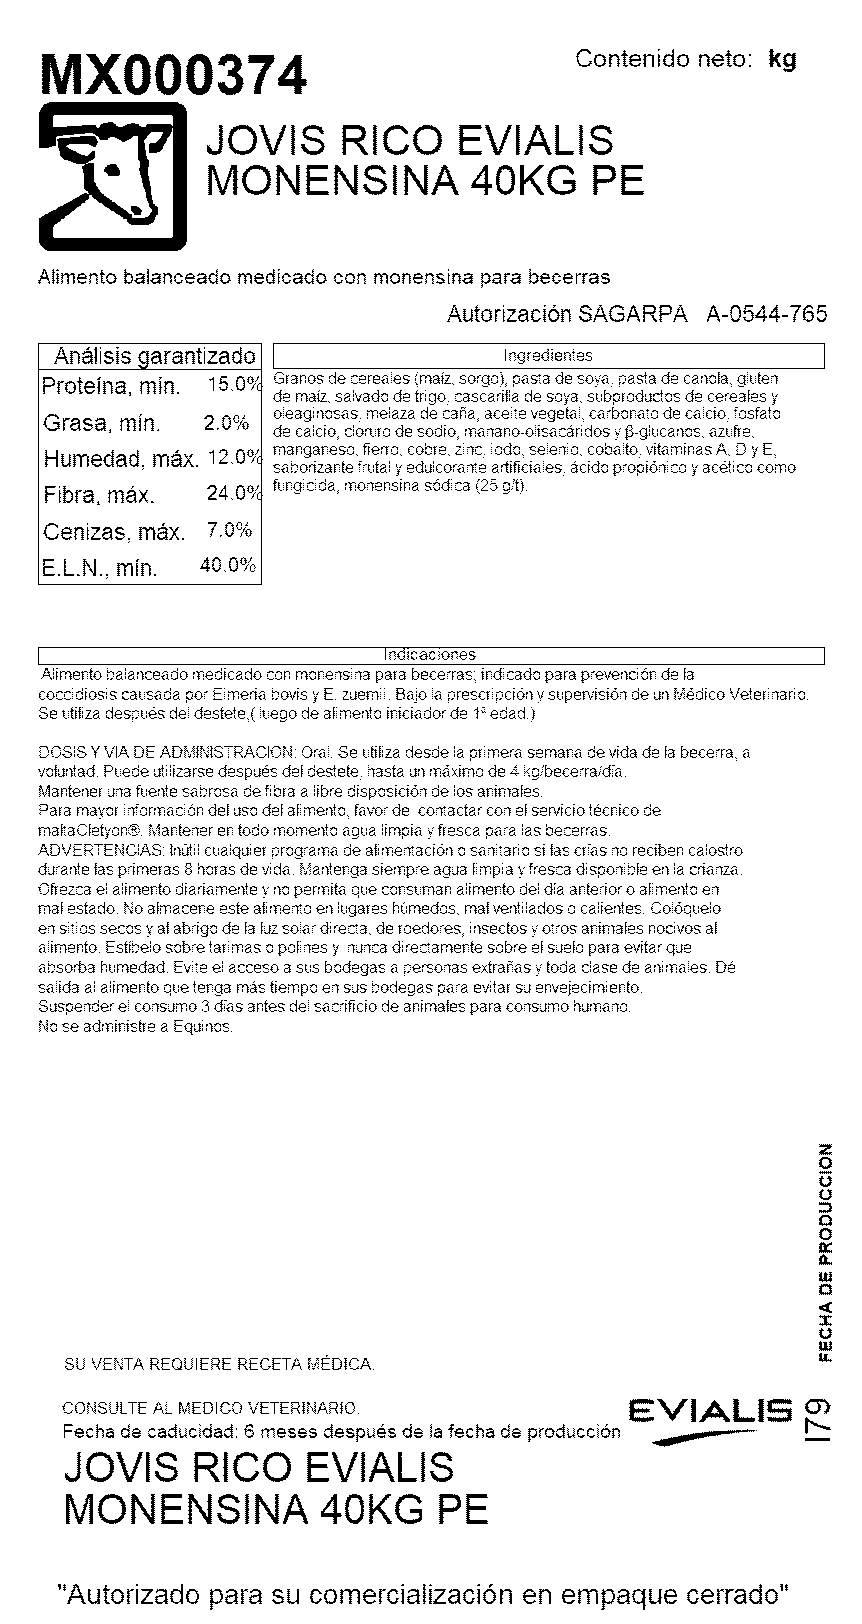 MX000374
Contenido neto: kg
JOVIS RICO EVIALIS
MONENSINA 40KG PE
Alimento balanceado medicado con monensina para becerras
Autorización SAGARPA A-0544-765
Análisis garantizado
Proteína, mín. 15.0%
Grasa, mín. 2.0%
Humedad, máx. 12.0%
Fibra, máx. 24.0%
Cenizas, máx. 7.0%
E.L.N., mín. 40.0%
Ingredientes
Granos de cereales (maíz, sorgo), pasta de soya, pasta de canola, gluten
de maíz, salvado de trigo, cascarilla de soya, subproductos de cereales y
oleaginosas, melaza de caña, aceite vegetal, carbonato de calcio, fosfato
de calcio, cloruro de sodio, manano-olisacáridos y β-glucanos, azufre,
manganeso, fierro, cobre, zinc, iodo, selenio, cobalto, vitaminas A, D y E,
saborizante frutal y edulcorante artificiales, ácido propiónico y acético como
fungicida, monensina sódica (25 g/t).
Indicaciones
Alimento balanceado medicado con monensina para becerras; indicado para prevención de la
coccidiosis causada por Eimeria bovis y E. zuernii. Bajo la prescripción y supervisión de un Médico Veterinario.
Se utiliza después del destete,( luego de alimento iniciador de 1ª edad.)
DOSIS Y VIA DE ADMINISTRACION: Oral. Se utiliza desde la primera semana de vida de la becerra, a
voluntad. Puede utilizarse después del destete, hasta un máximo de 4 kg/becerra/día.
Mantener una fuente sabrosa de fibra a libre disposición de los animales.
Para mayor información del uso del alimento, favor de contactar con el servicio técnico de
maltaCleyton®. Mantener en todo momento agua limpia y fresca para las becerras.
ADVERTENCIAS: Inútil cualquier programa de alimentación o sanitario si las crías no reciben calostro
durante las primeras 8 horas de vida. Mantenga siempre agua limpia y fresca disponible en la crianza.
Ofrezca el alimento diariamente y no permita que consuman alimento del día anterior o alimento en
mal estado. No almacene este alimento en lugares húmedos, mal ventilados o calientes. Colóquelo
en sitios secos y al abrigo de la luz solar directa, de roedores, insectos y otros animales nocivos al
alimento. Estíbelo sobre tarimas o polines y nunca directamente sobre el suelo para evitar que
absorba humedad. Evite el acceso a sus bodegas a personas extrañas y toda clase de animales. Dé
salida al alimento que tenga más tiempo en sus bodegas para evitar su envejecimiento.
Suspender el consumo 3 días antes del sacrificio de animales para consumo humano.
No se administre a Equinos.
FECHA DE PRODUCCION
SU VENTA REQUIERE RECETA MÉDICA.
CONSULTE AL MEDICO VETERINARIO.
EVIALIS
I79
Fecha de caducidad: 6 meses después de la fecha de producción
JOVIS RICO EVIALIS
MONENSINA 40KG PE
"Autorizado para su comercialización en empaque cerrado"